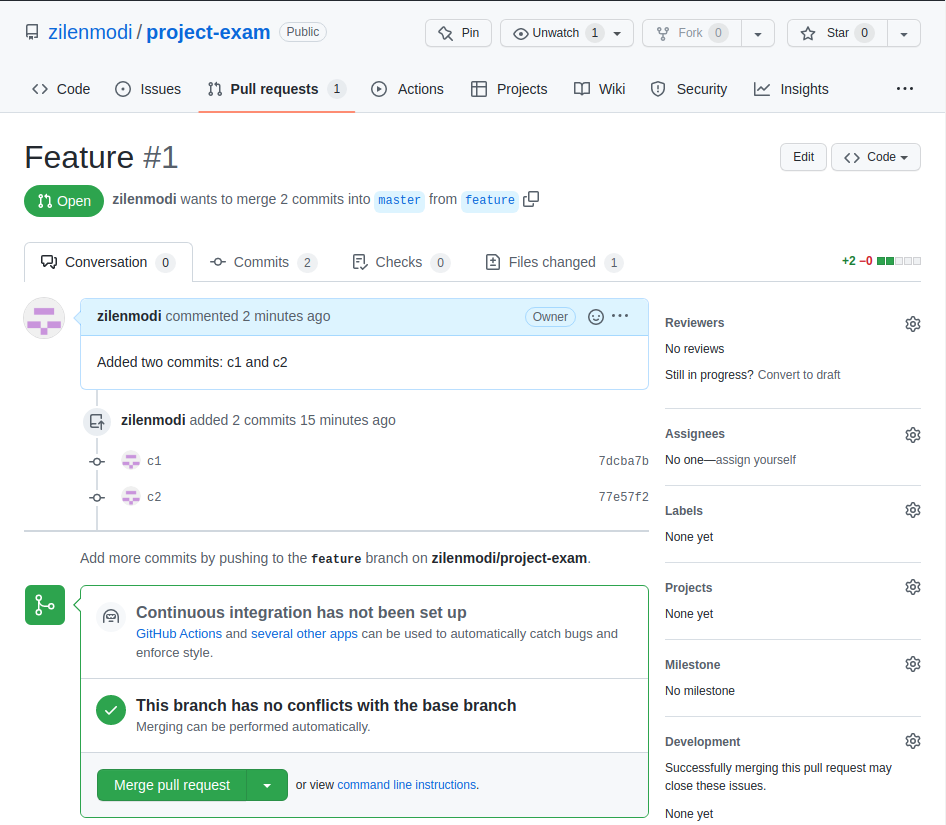 zilenmodi / project-exam Public Pin Unwatch 1 Fork 0 Star 0
Code Issues Pull requests 1 Actions Projects Wiki Security Insights
Feature #1 Edit Code
Open zilenmodi wants to merge 2 commits into master from feature
Conversation 0 Commits 2 Checks 0 Files changed 1 +2 −0
zilenmodi commented 2 minutes ago Owner
Added two commits: c1 and c2
zilenmodi added 2 commits 15 minutes ago
c1 7dcba7b
c2 77e57f2
Add more commits by pushing to the feature branch on zilenmodi/project-exam.
Continuous integration has not been set up
GitHub Actions and several other apps can be used to automatically catch bugs and
enforce style.
This branch has no conflicts with the base branch
Merging can be performed automatically.
Merge pull request or view command line instructions.
Reviewers
No reviews
Still in progress? Convert to draft
Assignees
No one—assign yourself
Labels
None yet
Projects
None yet
Milestone
No milestone
Development
Successfully merging this pull request may
close these issues.
None yet